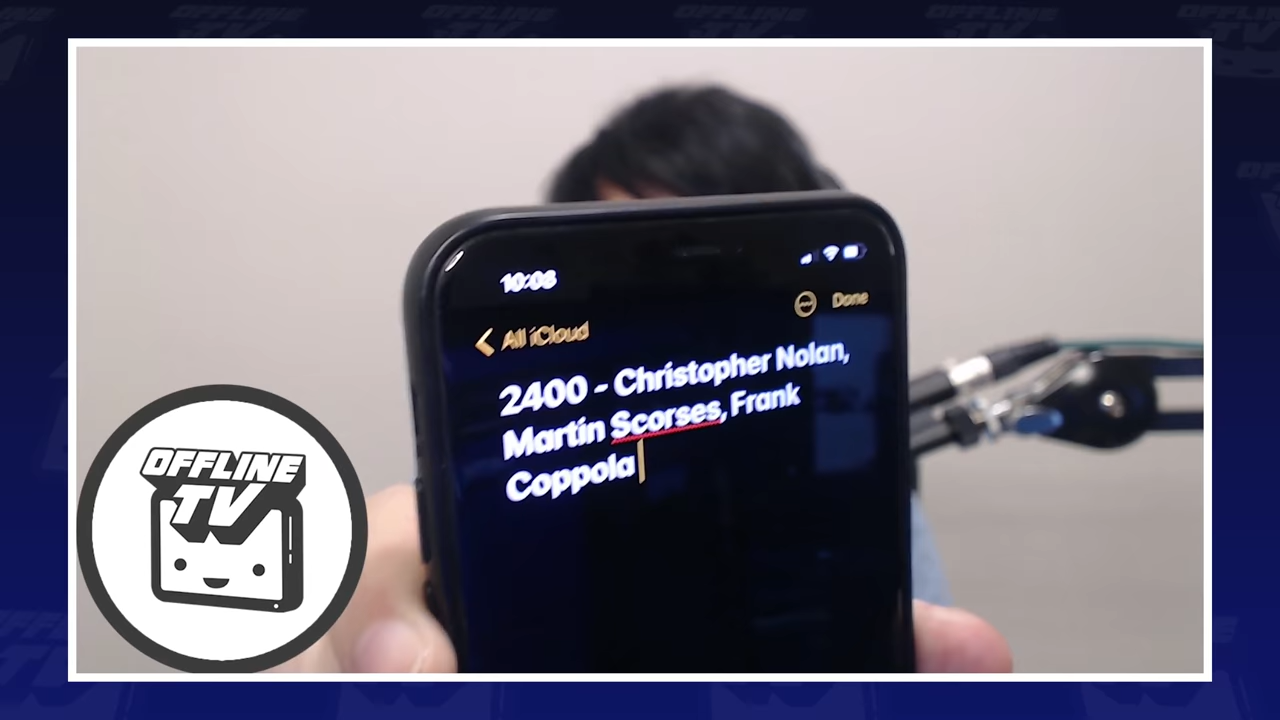 10:08
All iCloud
Done
2400 - Christopher Nolan,
Martin Scorses, Frank
Coppola
OFFLINE
TV